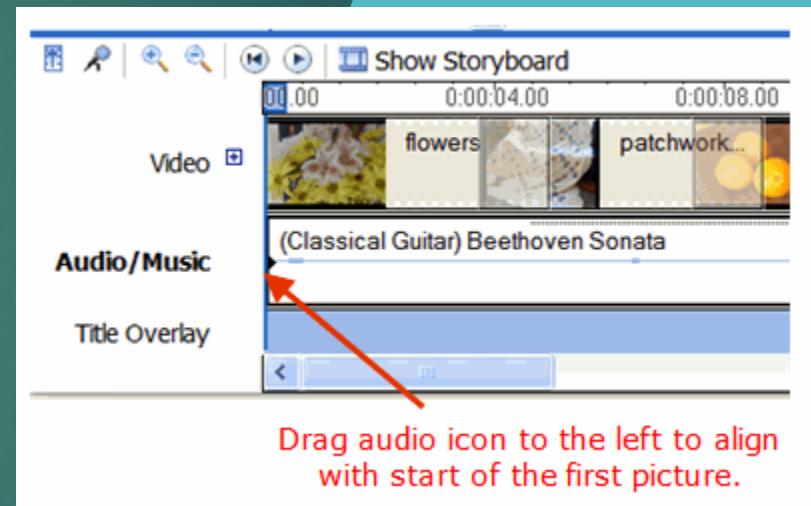 Show Storyboard
00.00 0:00:04.00 0:00:08.00
Video flowers patchwork...
(Classical Guitar) Beethoven Sonata
Audio/Music
Title Overlay
Drag audio icon to the left to align
with start of the first picture.